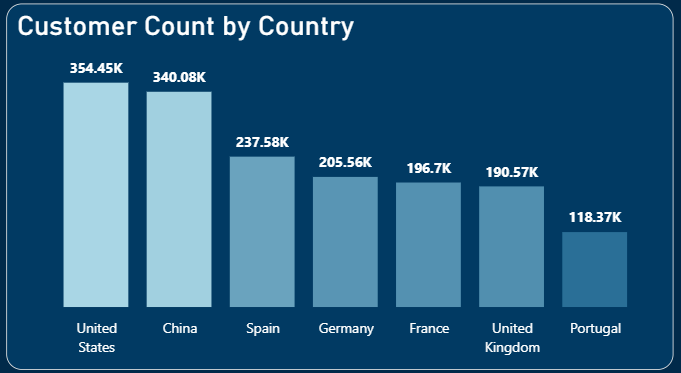 Customer Count by Country
354.45K
340.08K
237.58K
205.56K
196.7K
190.57K
118.37K
United States
China
Spain
Germany
France
United Kingdom
Portugal